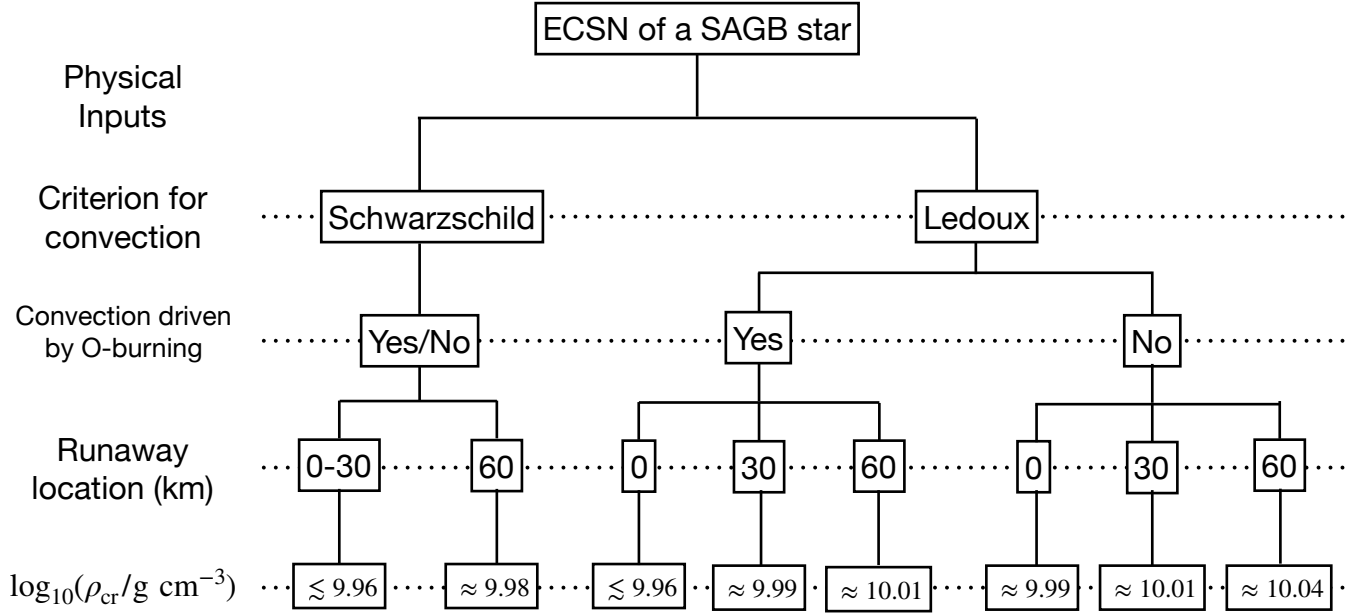 ECSN of a SAGB star
Physical
Inputs
Criterion for
convection
Schwarzschild
Ledoux
Convection driven
by O-burning
Yes/No
Yes
No
Runaway
location (km)
0-30
60
0
30
60
0
30
60
log₁₀(ρcr/g cm⁻³)
≲ 9.96
≈ 9.98
≲ 9.96
≈ 9.99
≈ 10.01
≈ 9.99
≈ 10.01
≈ 10.04